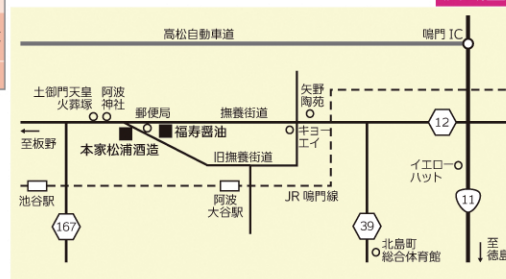 高松自動車道
鳴門IC
土御門天皇
火葬塚
阿波
神社
郵便局
撫養街道
矢野
陶苑
12
至板野
本家松浦酒造
福寿醤油
キョー
エイ
旧撫養街道
イエロー
ハット
池谷駅
阿波
大谷駅
JR 鳴門線
11
167
39
北島町
総合体育館
至
徳島